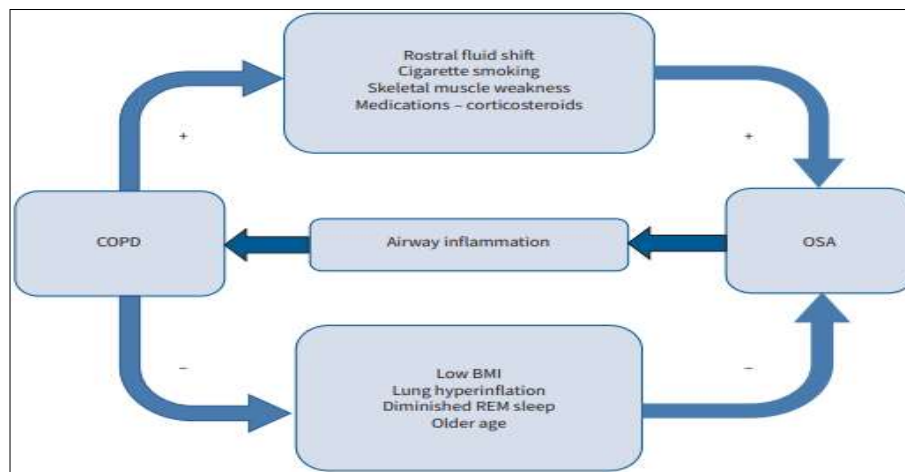 Rostral fluid shift
Cigarette smoking
Skeletal muscle weakness
Medications – corticosteroids
+
+
COPD
Airway inflammation
OSA
–
–
Low BMI
Lung hyperinflation
Diminished REM sleep
Older age